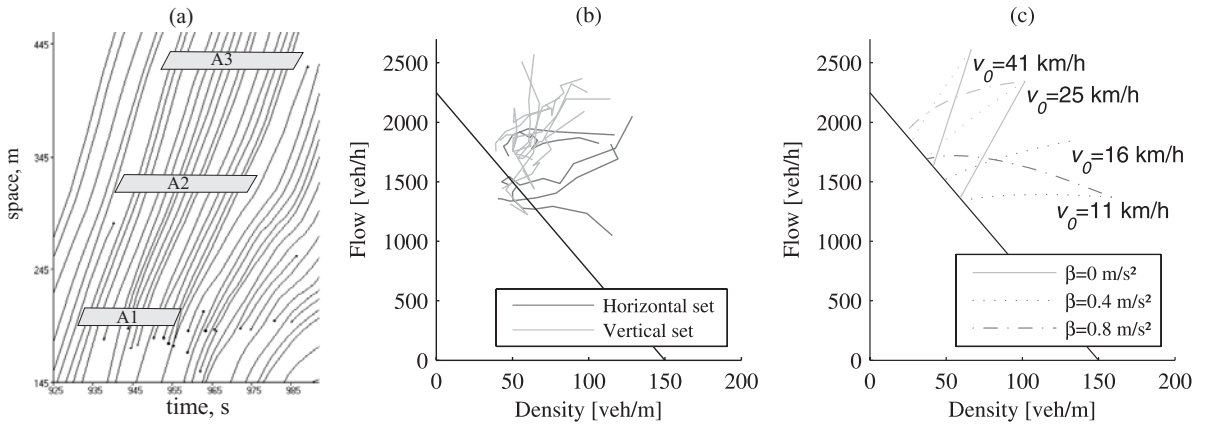 (a)
445
A3
345
A2
245
A1
145
925
935
945
955
965
975
985
space, m
time, s
(b)
2500
2000
1500
1000
500
0
0
50
100
150
200
Flow [veh/h]
Density [veh/m]
Horizontal set
Vertical set
(c)
2500
2000
1500
1000
500
0
0
50
100
150
200
Flow [veh/h]
Density [veh/m]
v0=41 km/h
v0=25 km/h
v0=16 km/h
v0=11 km/h
β=0 m/s²
β=0.4 m/s²
β=0.8 m/s²